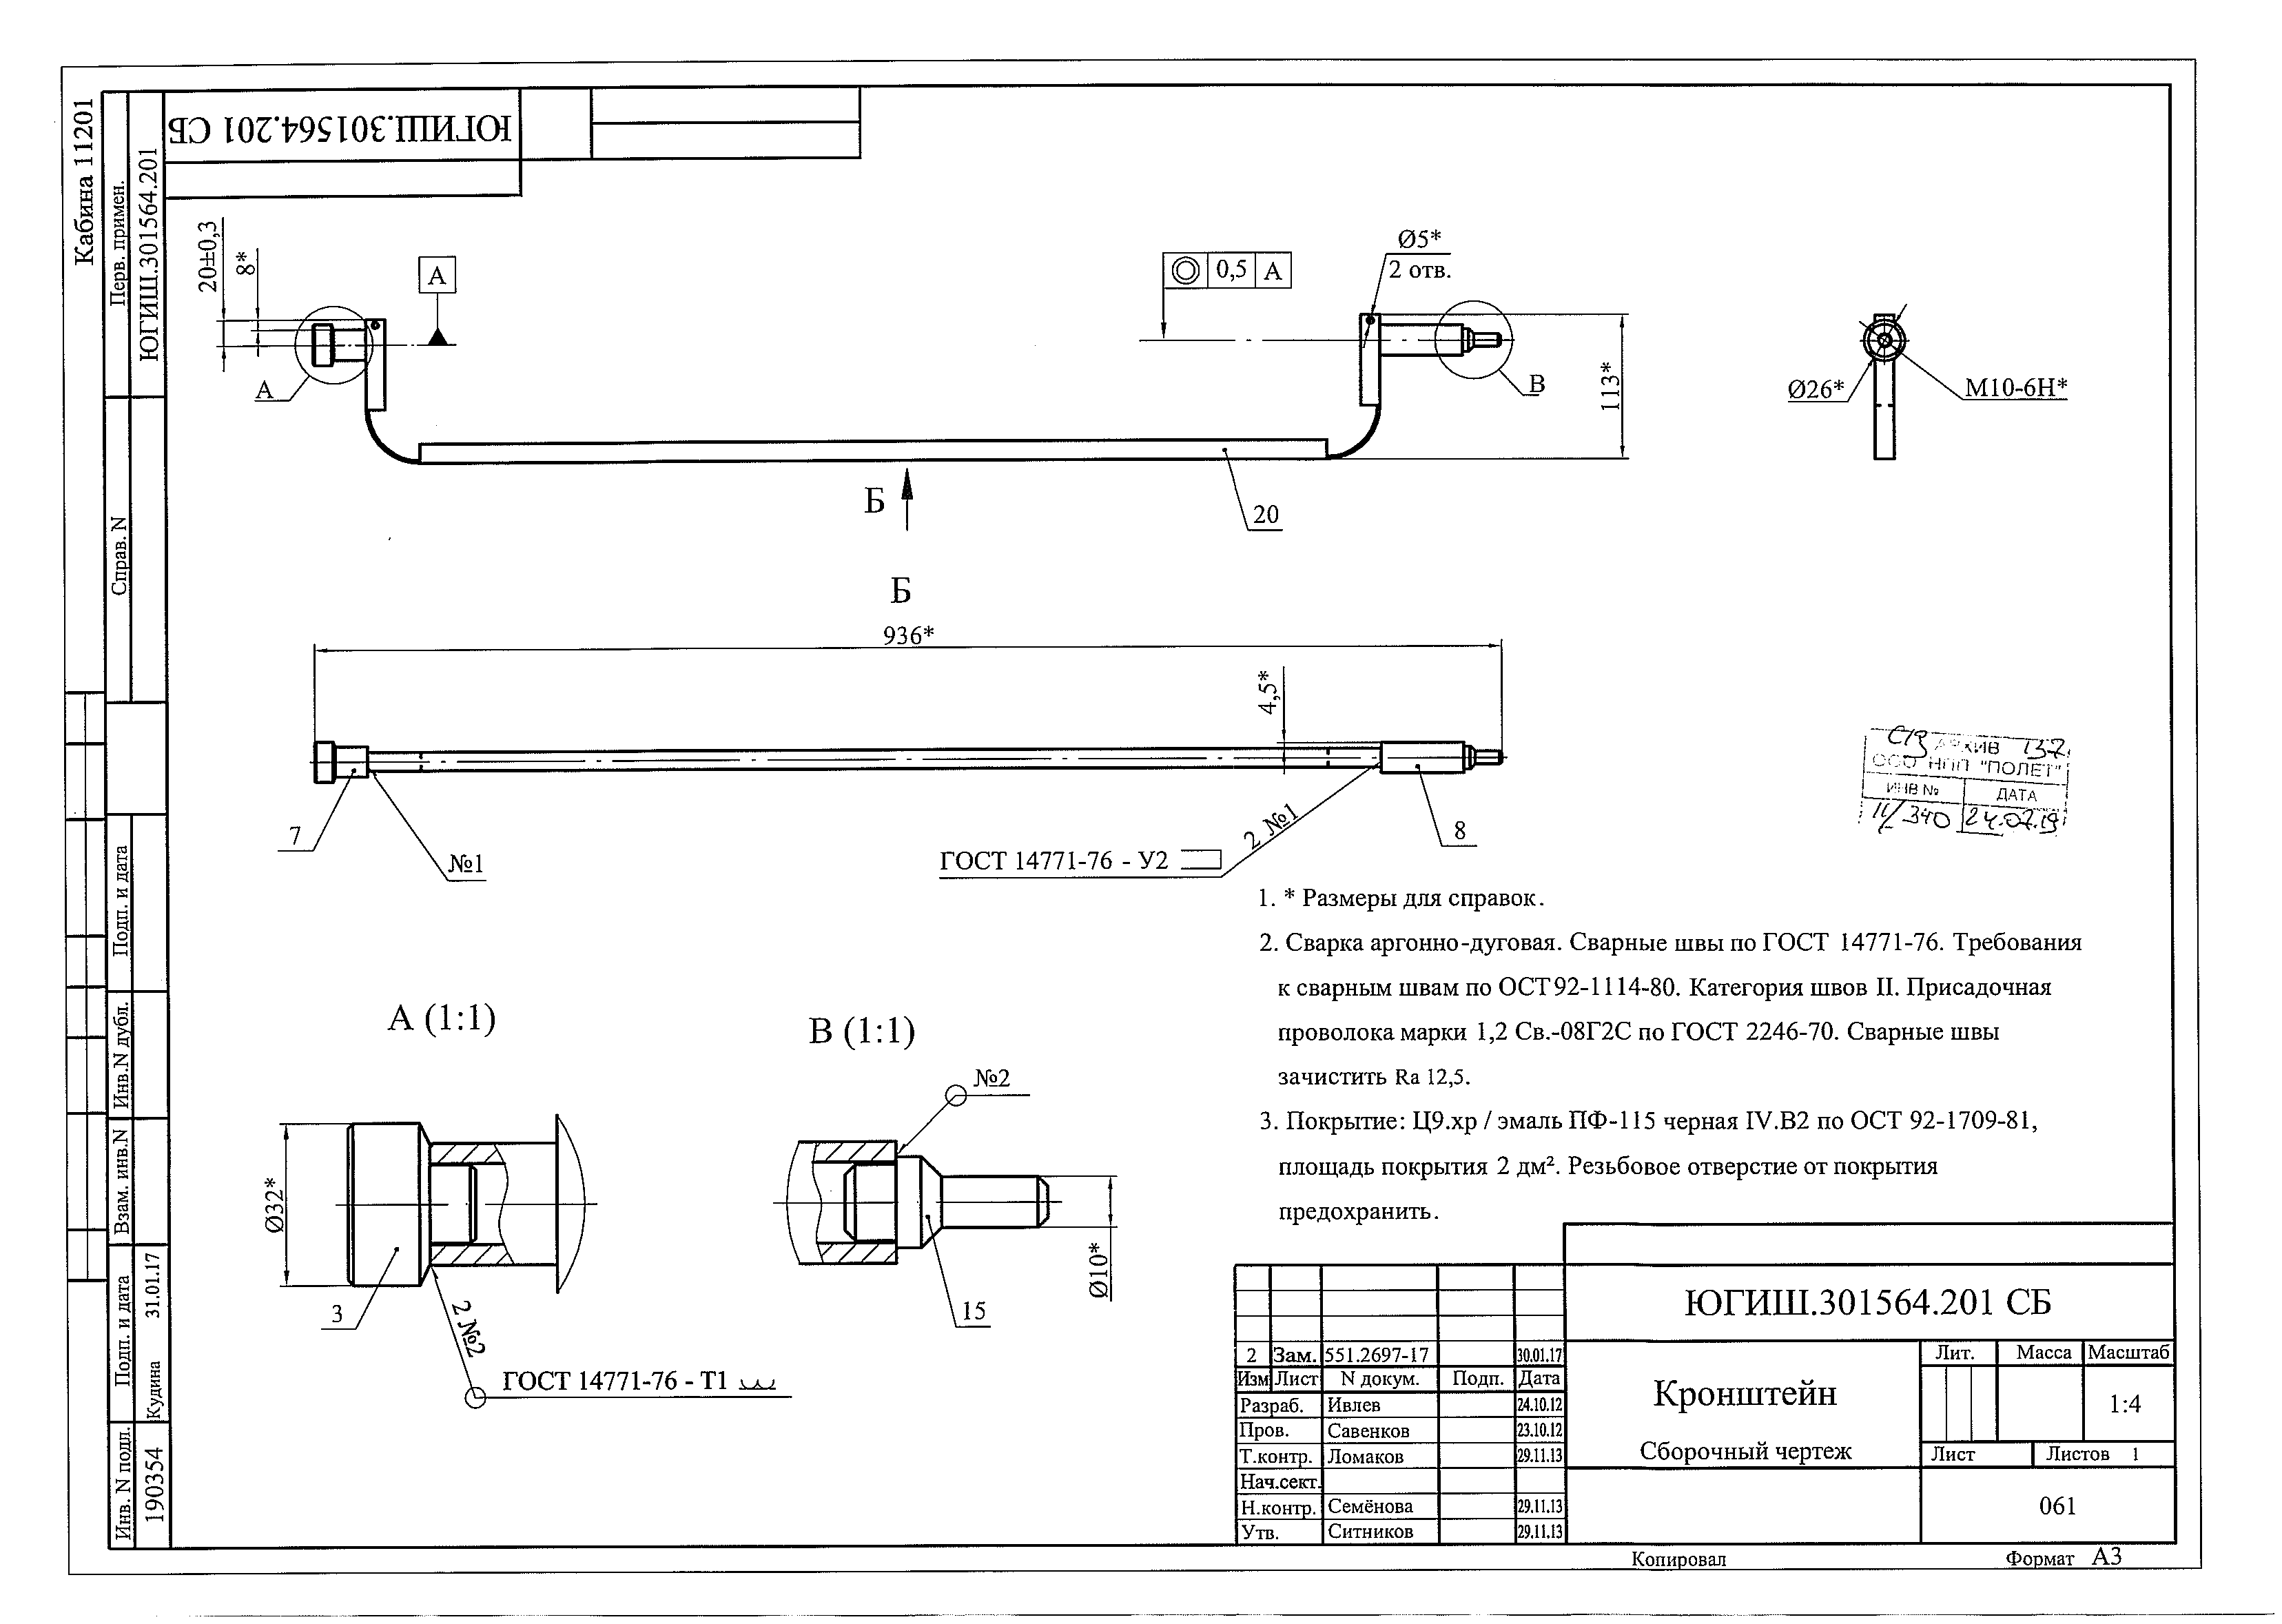 Кабина 11201
Перв. примен.
ЮГИШ.301564.201
ЮГИШ.301564.201 СБ
Справ. N
Подп. и дата
Инв.N дубл.
Взам. инв.N
Подп. и дата
Кудина 31.01.17
Инв. N подл.
190354
20±0,3
8*
А
А
0,5 А
Ø5*
2 отв.
В
113*
Ø26*
М10-6Н*
Б
20
Б
936*
4,5*
7
№1
2 №1
ГОСТ 14771-76 - У2
8
АРХИВ 137
ООО НПП "ПОЛЕТ"
ИНВ № ДАТА
11/340 24.07.19
1. * Размеры для справок.
2. Сварка аргонно-дуговая. Сварные швы по ГОСТ 14771-76. Требования
к сварным швам по ОСТ92-1114-80. Категория швов II. Присадочная
проволока марки 1,2 Св.-08Г2С по ГОСТ 2246-70. Сварные швы
зачистить Ra 12,5.
3. Покрытие: Ц9.хр / эмаль ПФ-115 черная IV.В2 по ОСТ 92-1709-81,
площадь покрытия 2 дм². Резьбовое отверстие от покрытия
предохранить.
А (1:1)
Ø32*
3
2 №2
ГОСТ 14771-76 - Т1
В (1:1)
№2
Ø10*
15
ЮГИШ.301564.201 СБ
2 Зам. 551.2697-17 30.01.17
Изм Лист N докум. Подп. Дата
Разраб. Ивлев 24.10.12
Пров. Савенков 23.10.12
Т.контр. Ломаков 29.11.13
Нач.сект.
Н.контр. Семёнова 29.11.13
Утв. Ситников 29.11.13
Кронштейн
Сборочный чертеж
Лит. Масса Масштаб
1:4
Лист Листов 1
061
Копировал Формат А3